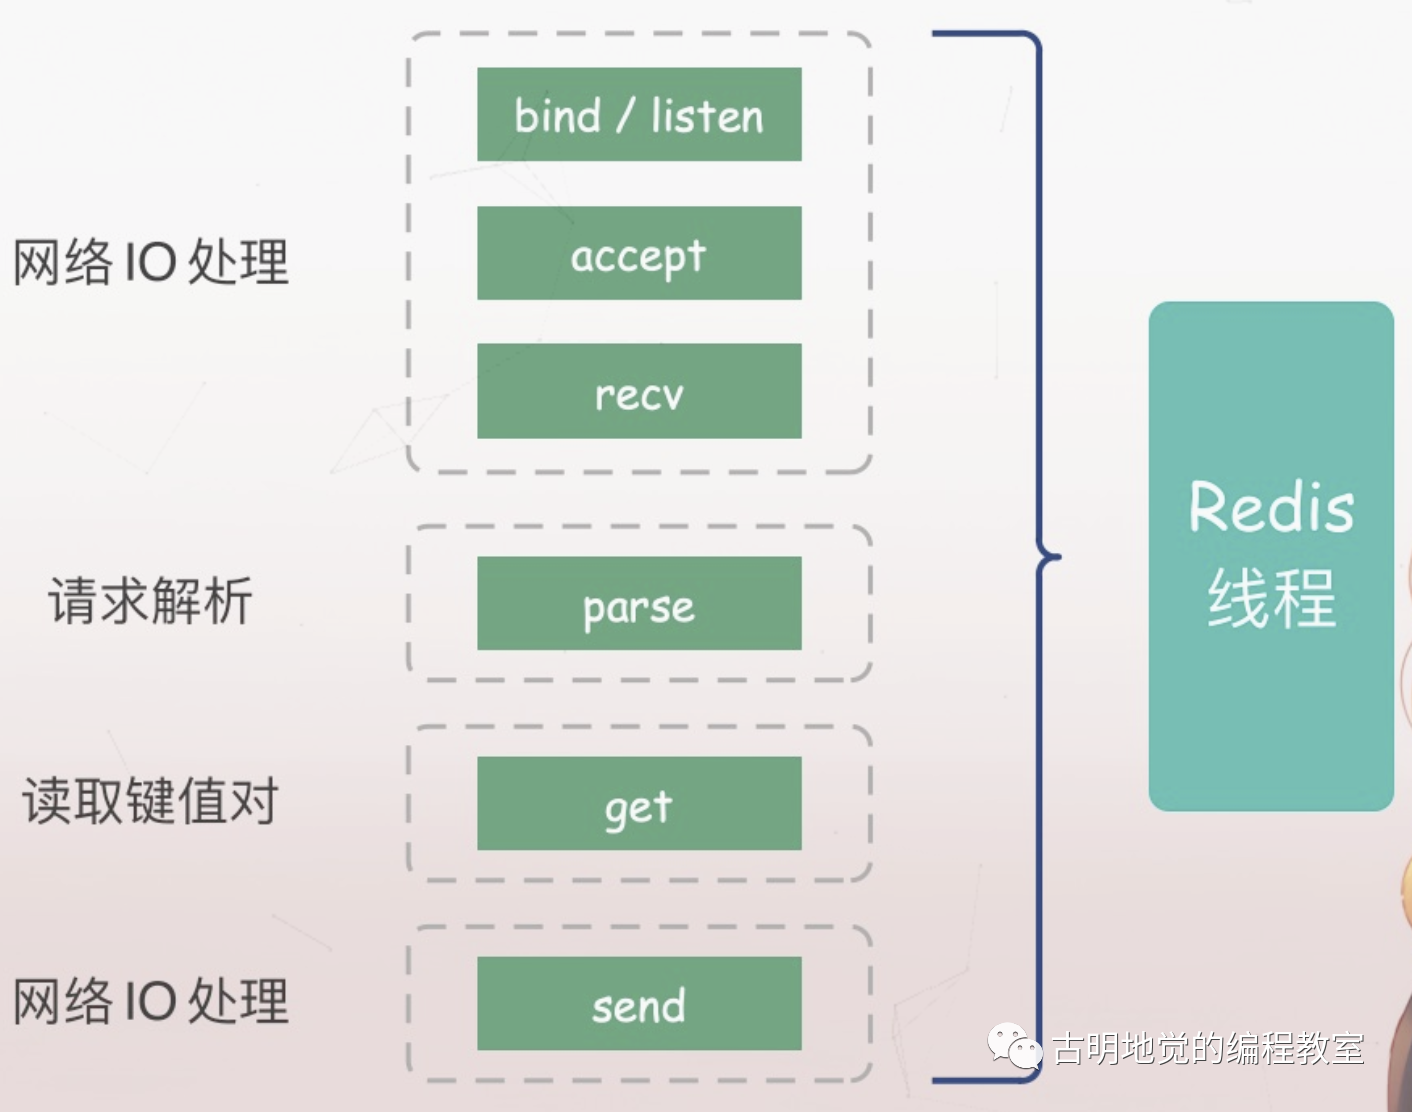 bind / listen
网络 IO 处理
accept
recv
请求解析
parse
读取键值对
get
网络 IO 处理
send
Redis
线程
古明地觉的编程教室